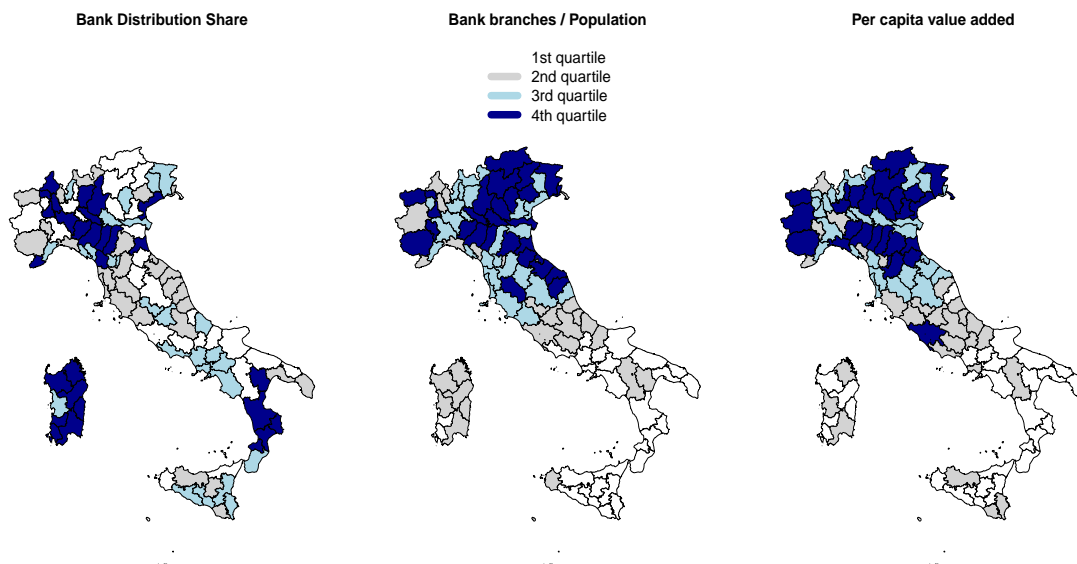 Bank Distribution Share
Bank branches / Population
Per capita value added
1st quartile
2nd quartile
3rd quartile
4th quartile